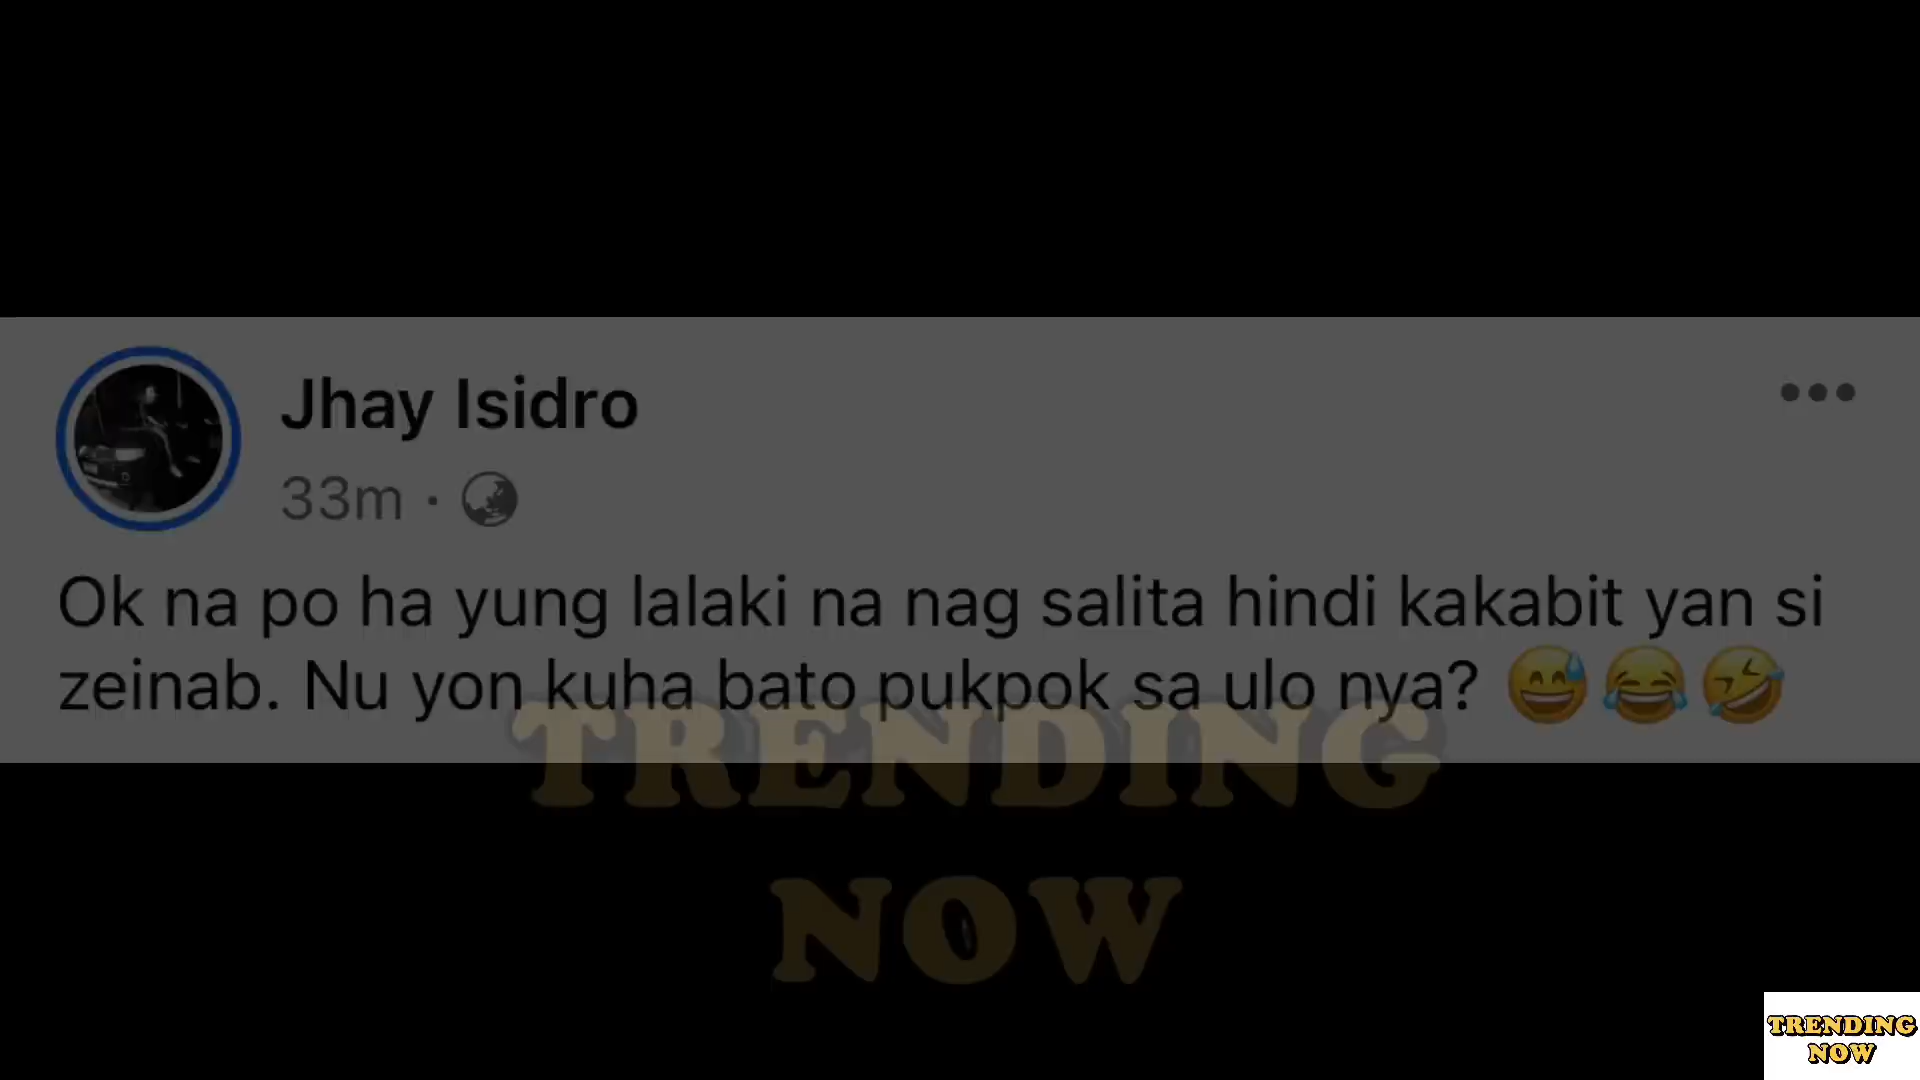 Jhay Isidro
33m ·
Ok na po ha yung lalaki na nag salita hindi kakabit yan si
zeinab. Nu yon kuha bato pukpok sa ulo nya? 😅😂🤣
TRENDING
NOW
TRENDING
NOW